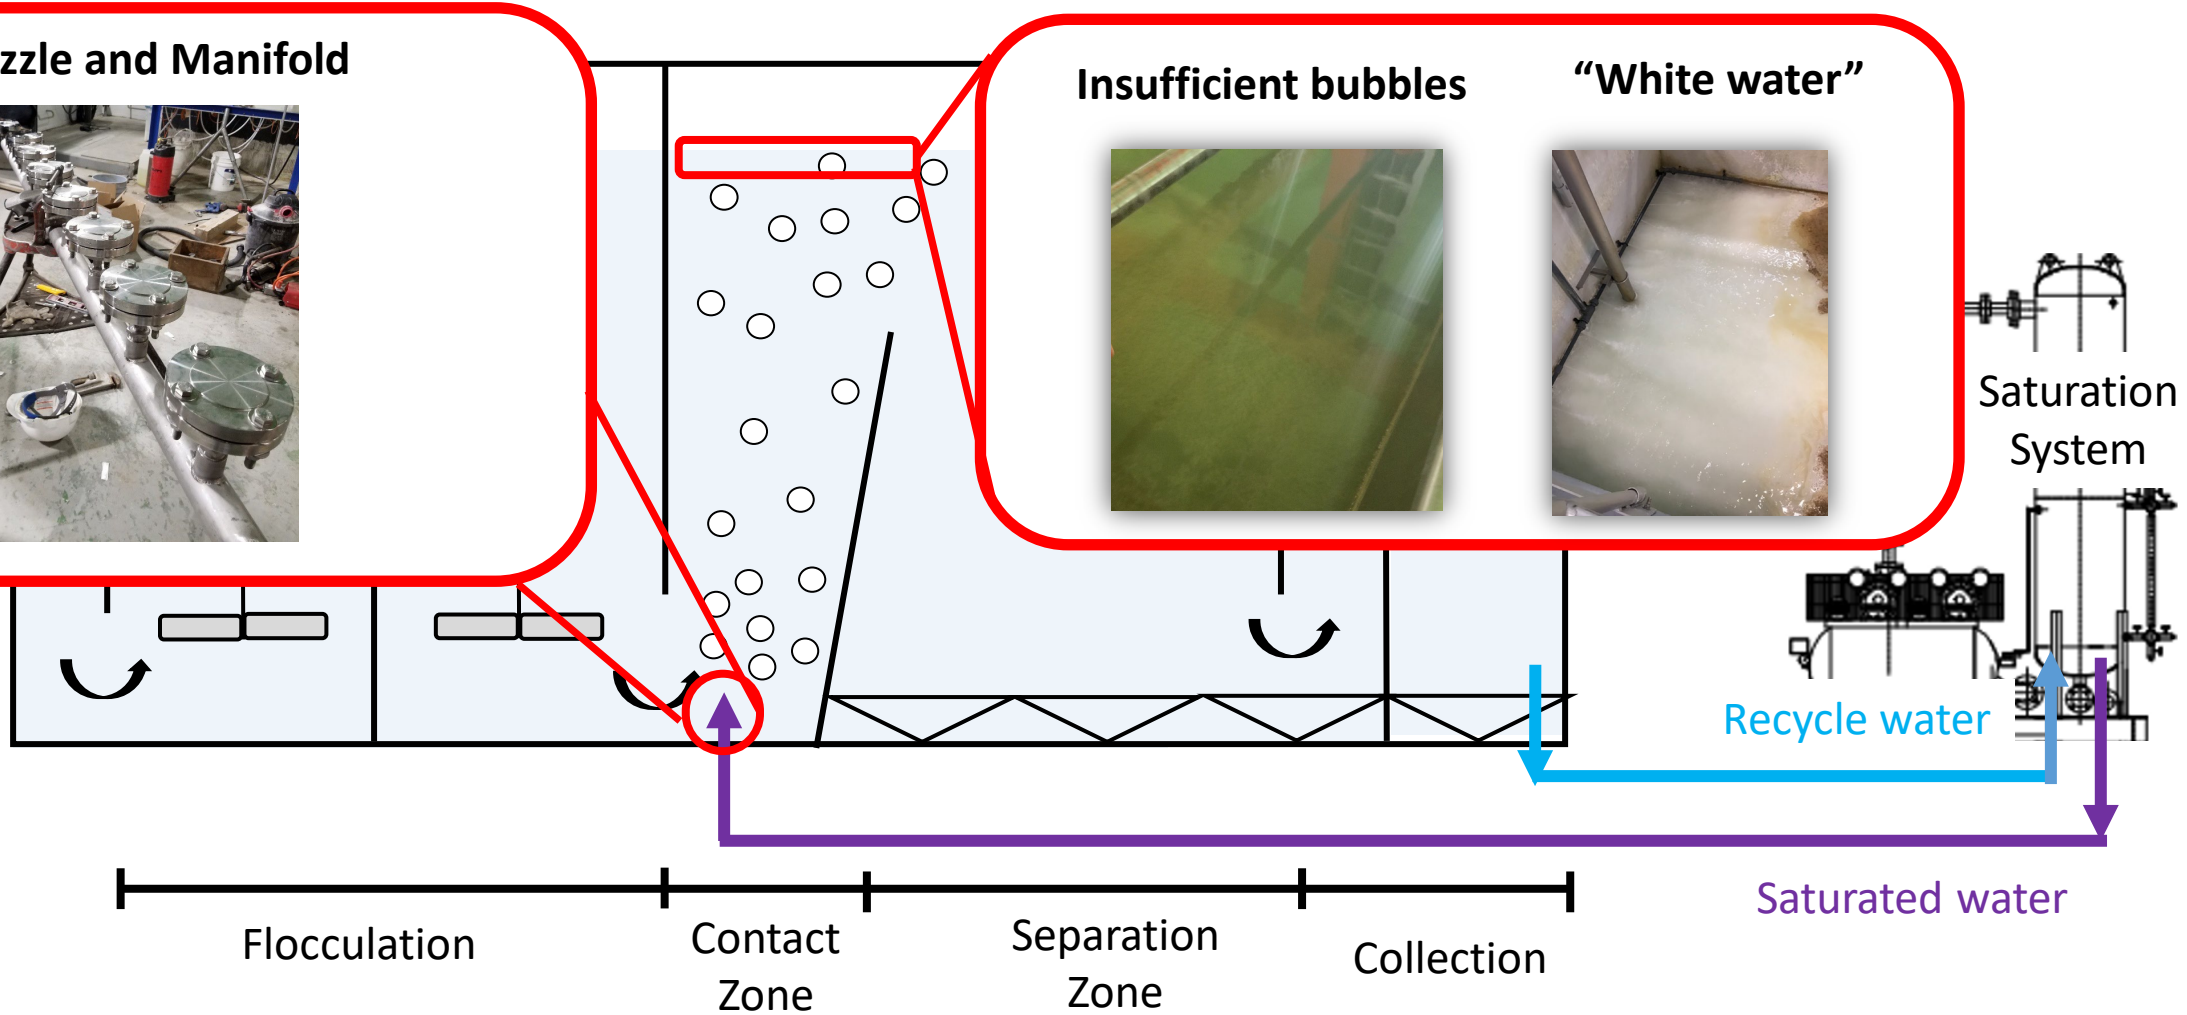 zzle and Manifold
Insufficient bubbles
“White water”
Saturation
System
Recycle water
Saturated water
Flocculation
Contact
Zone
Separation
Zone
Collection